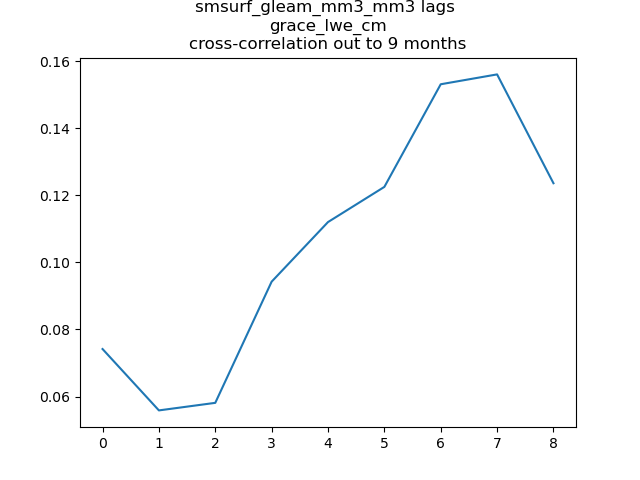 smsurf_gleam_mm3_mm3 lags
grace_lwe_cm
cross-correlation out to 9 months
0.16
0.14
0.12
0.10
0.08
0.06
0 1 2 3 4 5 6 7 8